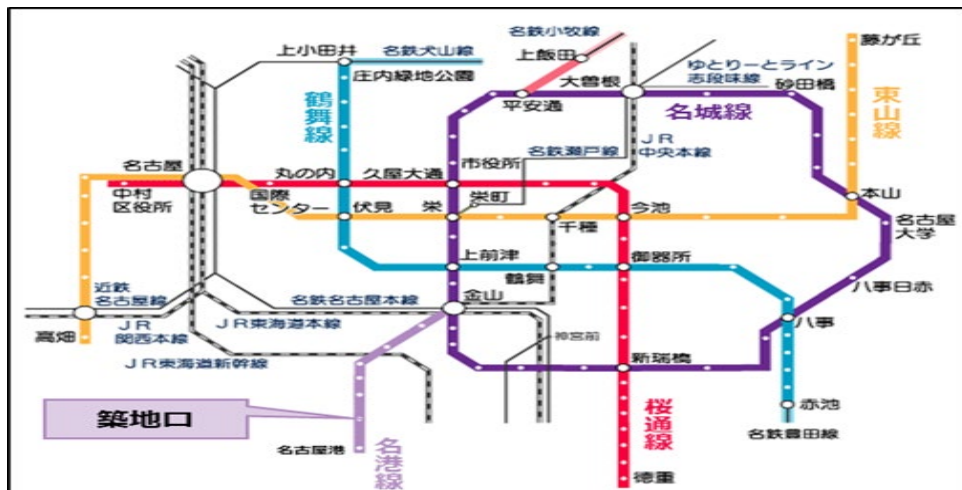 名鉄小牧線
上小田井
名鉄犬山線
上飯田
藤が丘
庄内緑地公園
大曽根
ゆとりーとライン
志段味線
砂田橋
鶴舞線
平安通
名城線
東山線
JR
中央本線
名鉄瀬戸線
市役所
名古屋
丸の内
久屋大通
中村
区役所
国際
センター
伏見
栄
栄町
千種
今池
本山
名古屋
大学
上前津
鶴舞
御器所
近鉄
名古屋線
名鉄名古屋本線
金山
八事日赤
高畑
JR
関西本線
JR東海道本線
神宮前
八事
JR東海道新幹線
新瑞橋
築地口
桜通線
赤池
名鉄豊田線
名古屋港
名港線
徳重